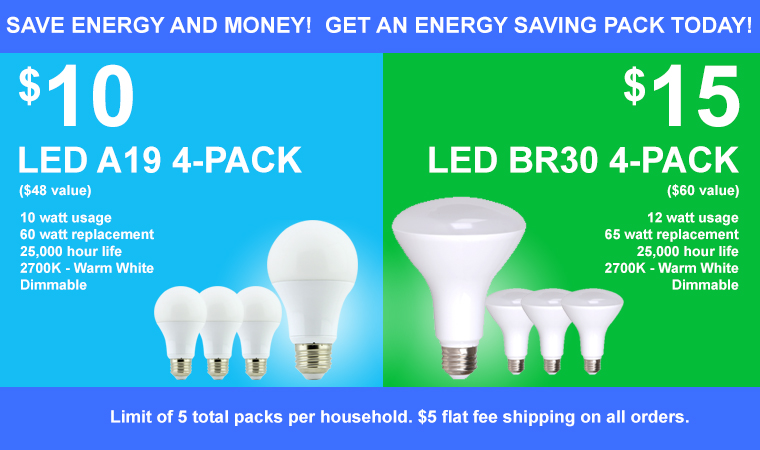 SAVE ENERGY AND MONEY!  GET AN ENERGY SAVING PACK TODAY!
$10
LED A19 4-PACK
($48 value)
10 watt usage
60 watt replacement
25,000 hour life
2700K - Warm White
Dimmable
$15
LED BR30 4-PACK
($60 value)
12 watt usage
65 watt replacement
25,000 hour life
2700K - Warm White
Dimmable
Limit of 5 total packs per household. $5 flat fee shipping on all orders.